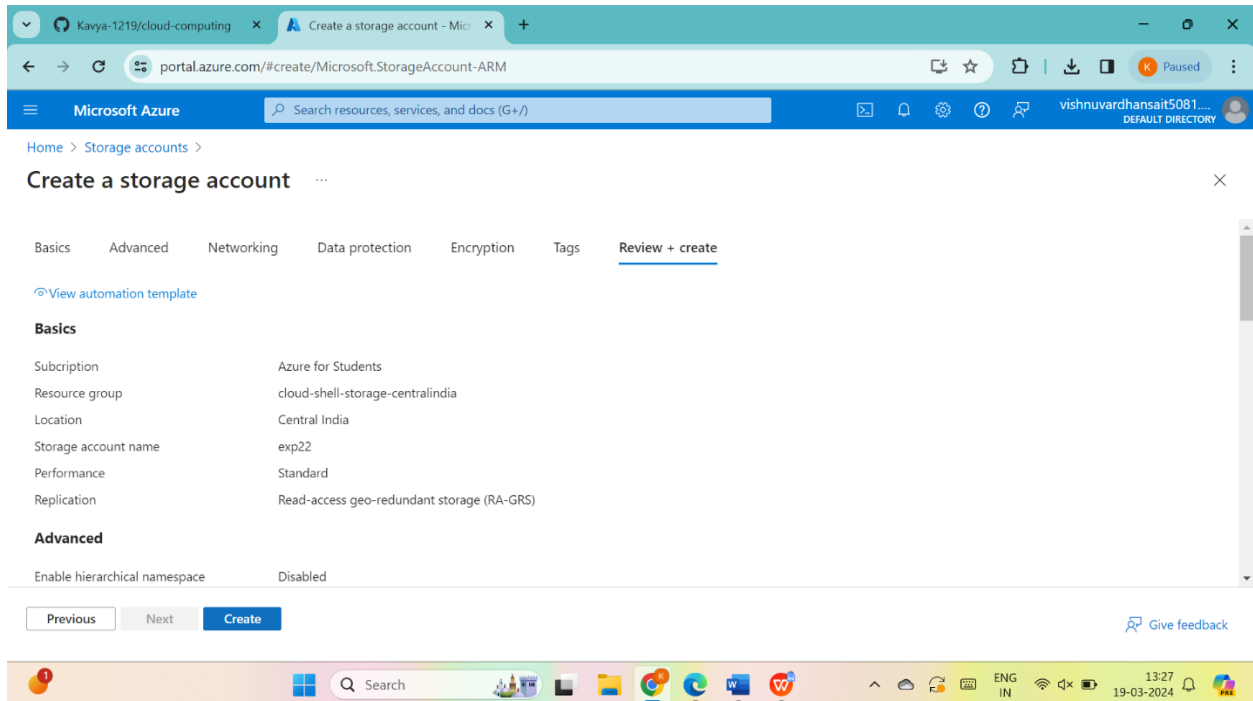 Kavya-1219/cloud-computing
Create a storage account - Micr
portal.azure.com/#create/Microsoft.StorageAccount-ARM
K Paused
Microsoft Azure
Search resources, services, and docs (G+/)
vishnuvardhansait5081....
DEFAULT DIRECTORY
Home > Storage accounts >
Create a storage account ...
Basics Advanced Networking Data protection Encryption Tags Review + create
View automation template
Basics
Subcription Azure for Students
Resource group cloud-shell-storage-centralindia
Location Central India
Storage account name exp22
Performance Standard
Replication Read-access geo-redundant storage (RA-GRS)
Advanced
Enable hierarchical namespace Disabled
Previous Next Create
Give feedback
1
Search
ENG
IN
13:27
19-03-2024
PRE